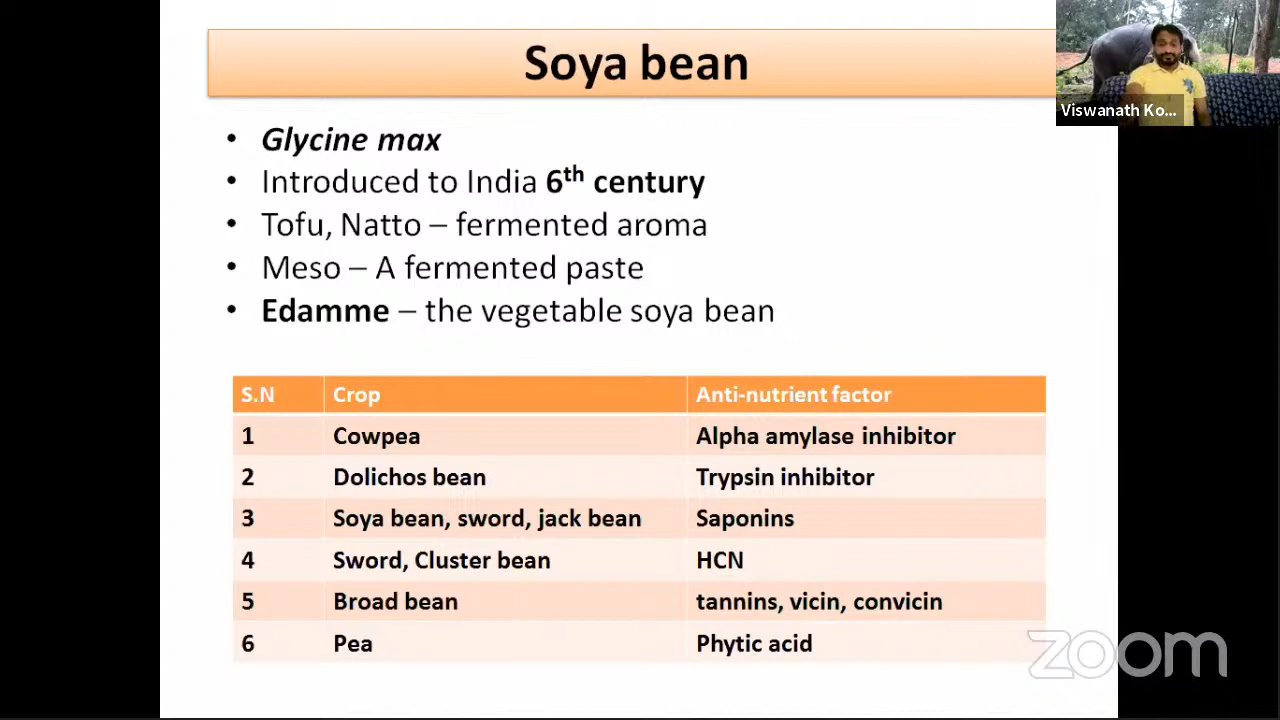 Soya bean
Viswanath Ko...
• Glycine max
• Introduced to India 6th century
• Tofu, Natto – fermented aroma
• Meso – A fermented paste
• Edamme – the vegetable soya bean
S.N Crop Anti-nutrient factor
1 Cowpea Alpha amylase inhibitor
2 Dolichos bean Trypsin inhibitor
3 Soya bean, sword, jack bean Saponins
4 Sword, Cluster bean HCN
5 Broad bean tannins, vicin, convicin
6 Pea Phytic acid
zoom